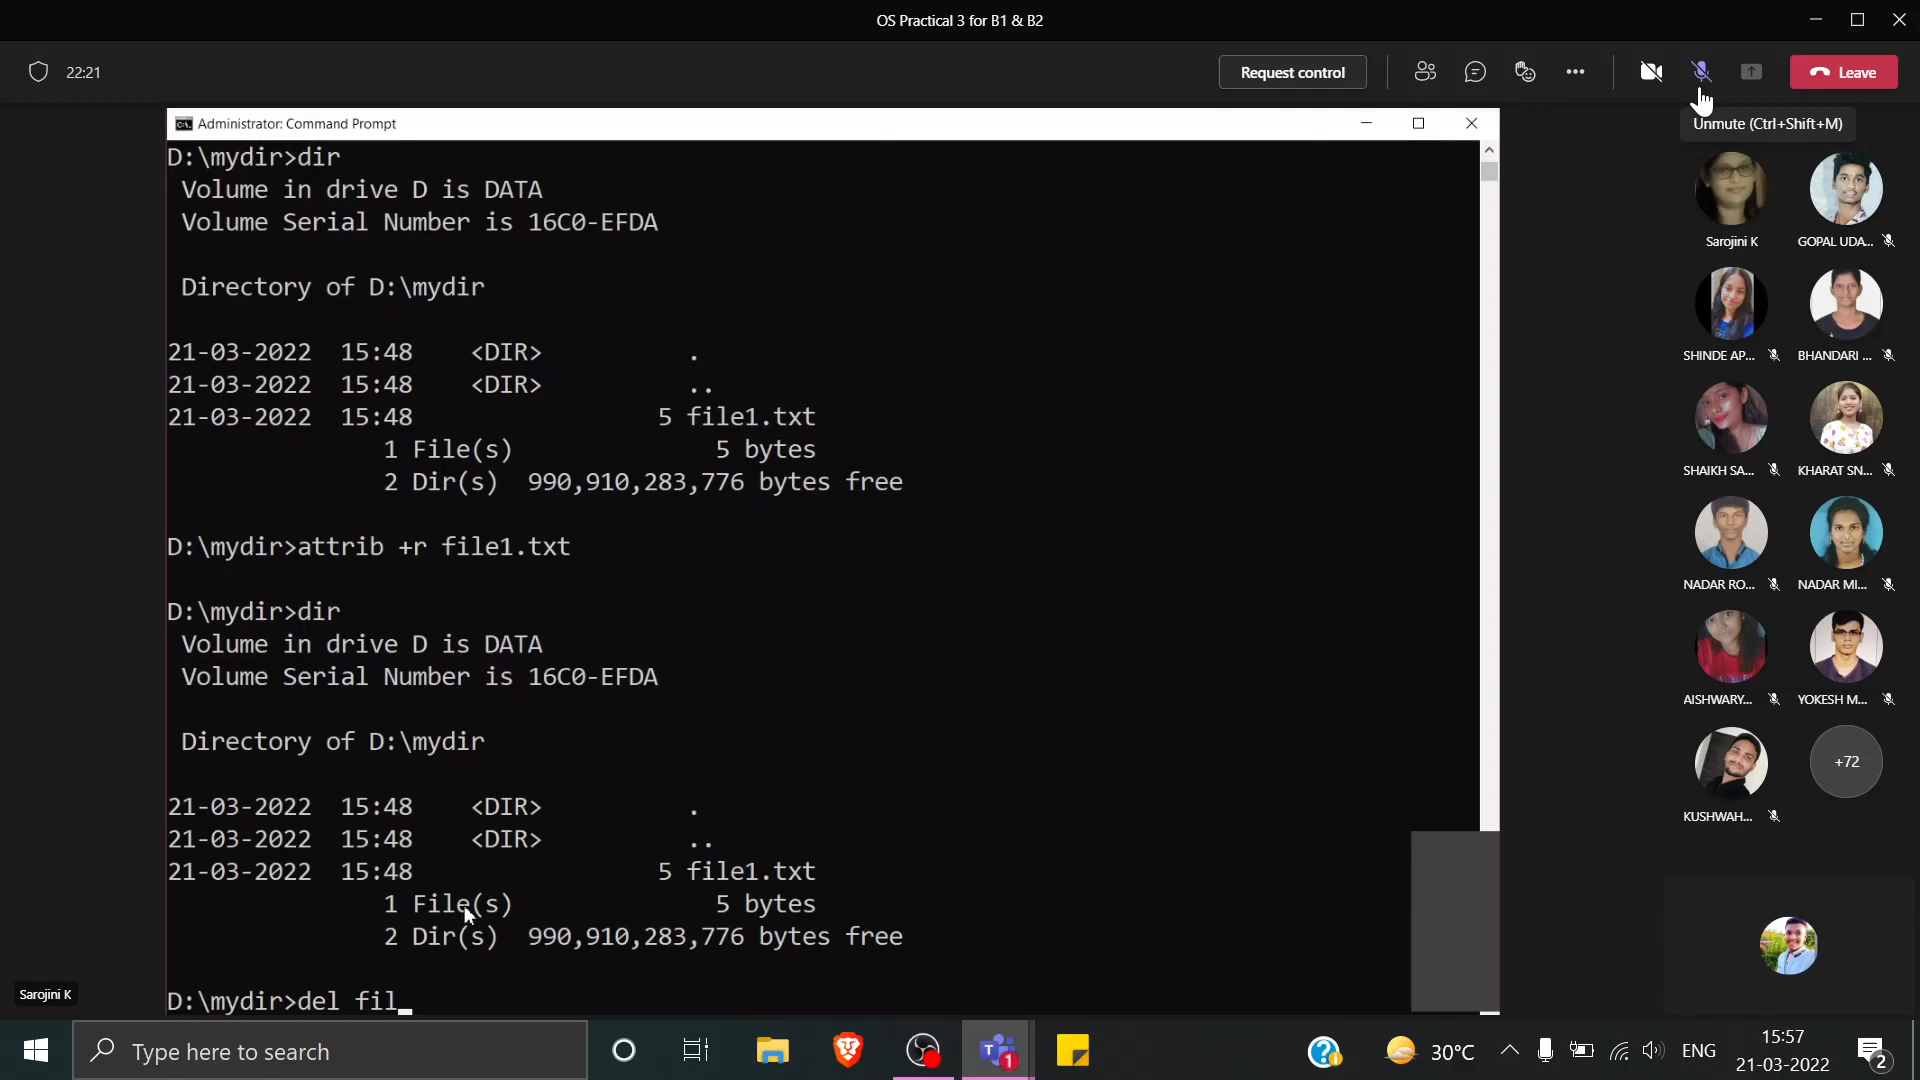 OS Practical 3 for B1 & B2
22:21
Request control
Leave
Unmute (Ctrl+Shift+M)
Administrator: Command Prompt
D:\mydir>dir
Volume in drive D is DATA
Volume Serial Number is 16C0-EFDA
Directory of D:\mydir
21-03-2022 15:48 <DIR> .
21-03-2022 15:48 <DIR> ..
21-03-2022 15:48 5 file1.txt
1 File(s) 5 bytes
2 Dir(s) 990,910,283,776 bytes free
D:\mydir>attrib +r file1.txt
D:\mydir>dir
Volume in drive D is DATA
Volume Serial Number is 16C0-EFDA
Directory of D:\mydir
21-03-2022 15:48 <DIR> .
21-03-2022 15:48 <DIR> ..
21-03-2022 15:48 5 file1.txt
1 File(s) 5 bytes
2 Dir(s) 990,910,283,776 bytes free
D:\mydir>del fil_
Sarojini K
Sarojini K GOPAL UDA...
SHINDE AP... BHANDARI ...
SHAIKH SA... KHARAT SN...
NADAR RO... NADAR MI...
AISHWARY... YOKESH M...
+72
KUSHWAH...
Type here to search
1
30°C
ENG
15:57
21-03-2022
2